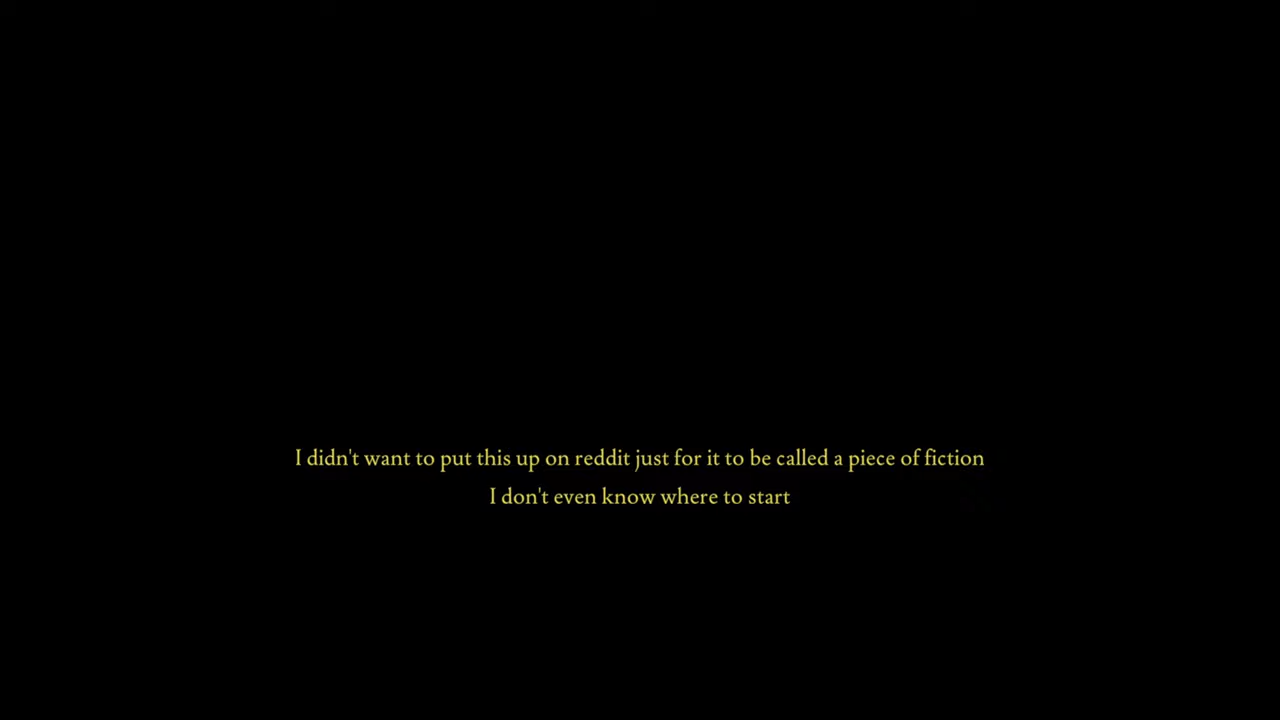 I didn't want to put this up on reddit just for it to be called a piece of fiction
I don't even know where to start